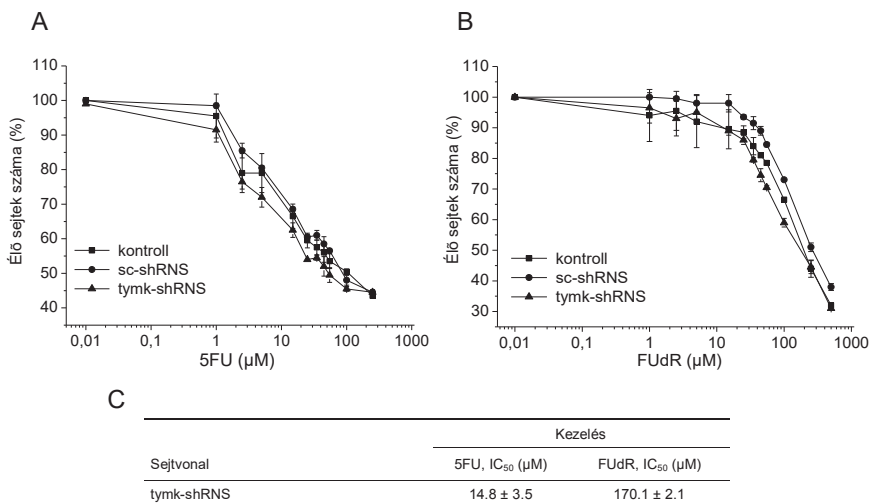 A
B
110
100
90
80
70
60
50
40
Élő sejtek száma (%)
kontroll
sc-shRNS
tymk-shRNS
0,01
0,1
1
10
100
1000
5FU (µM)
110
100
90
80
70
60
50
40
30
Élő sejtek száma (%)
kontroll
sc-shRNS
tymk-shRNS
0,01
0,1
1
10
100
1000
FUdR (µM)
C
Kezelés
Sejtvonal 5FU, IC50 (µM) FUdR, IC50 (µM)
tymk-shRNS 14.8 ± 3.5 170.1 ± 2.1